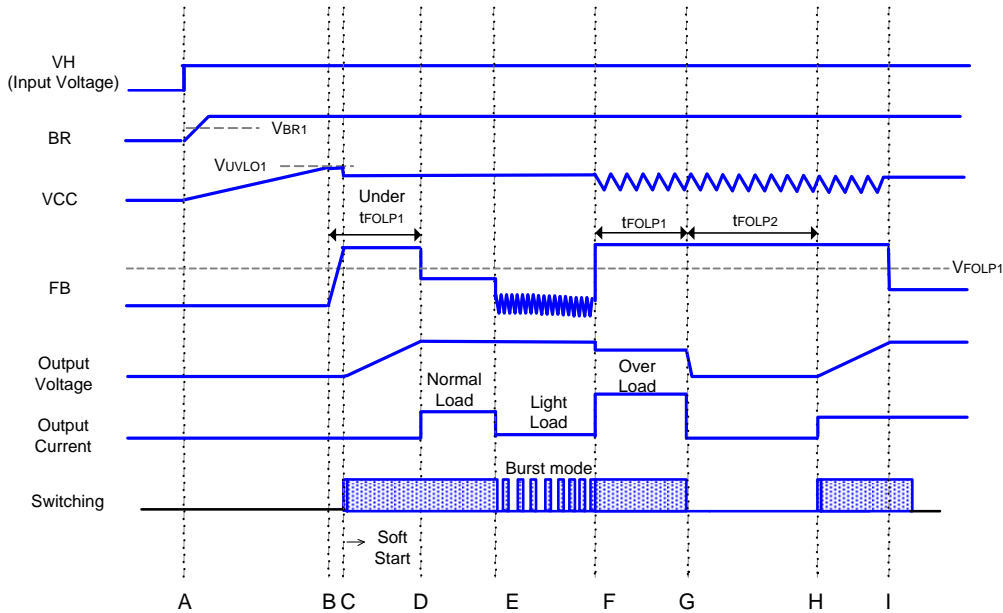 VH
(Input Voltage)
BR
VBR1
VUVLO1
VCC
Under
tFOLP1
tFOLP1
tFOLP2
VFOLP1
FB
Output
Voltage
Over
Load
Normal
Load
Light
Load
Output
Current
Burst mode
Switching
Soft
Start
A B C D E F G H I